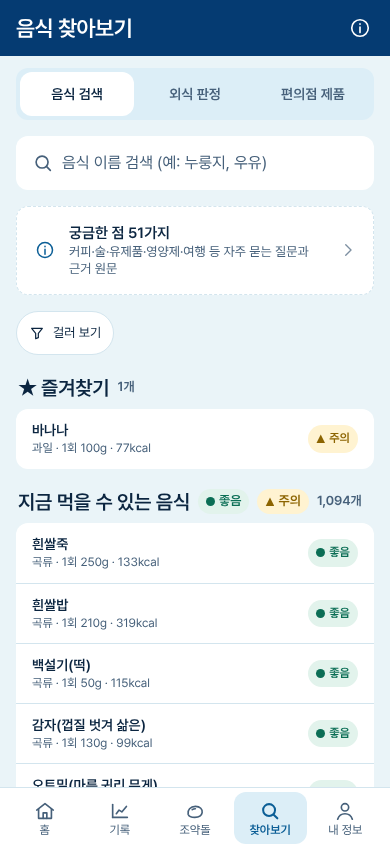 음식 찾아보기
음식 검색
외식 판정
편의점 제품
음식 이름 검색 (예: 누룽지, 우유)
궁금한 점 51가지
커피·술·유제품·영양제·여행 등 자주 묻는 질문과
근거 원문
걸러 보기
★ 즐겨찾기 1개
바나나
과일 · 1회 100g · 77kcal
▲ 주의
지금 먹을 수 있는 음식 ● 좋음 ▲ 주의 1,094개
흰쌀죽
곡류 · 1회 250g · 133kcal
● 좋음
흰쌀밥
곡류 · 1회 210g · 319kcal
● 좋음
백설기(떡)
곡류 · 1회 50g · 115kcal
● 좋음
감자(껍질 벗겨 삶은)
곡류 · 1회 130g · 99kcal
● 좋음
홈
기록
조약돌
찾아보기
내 정보